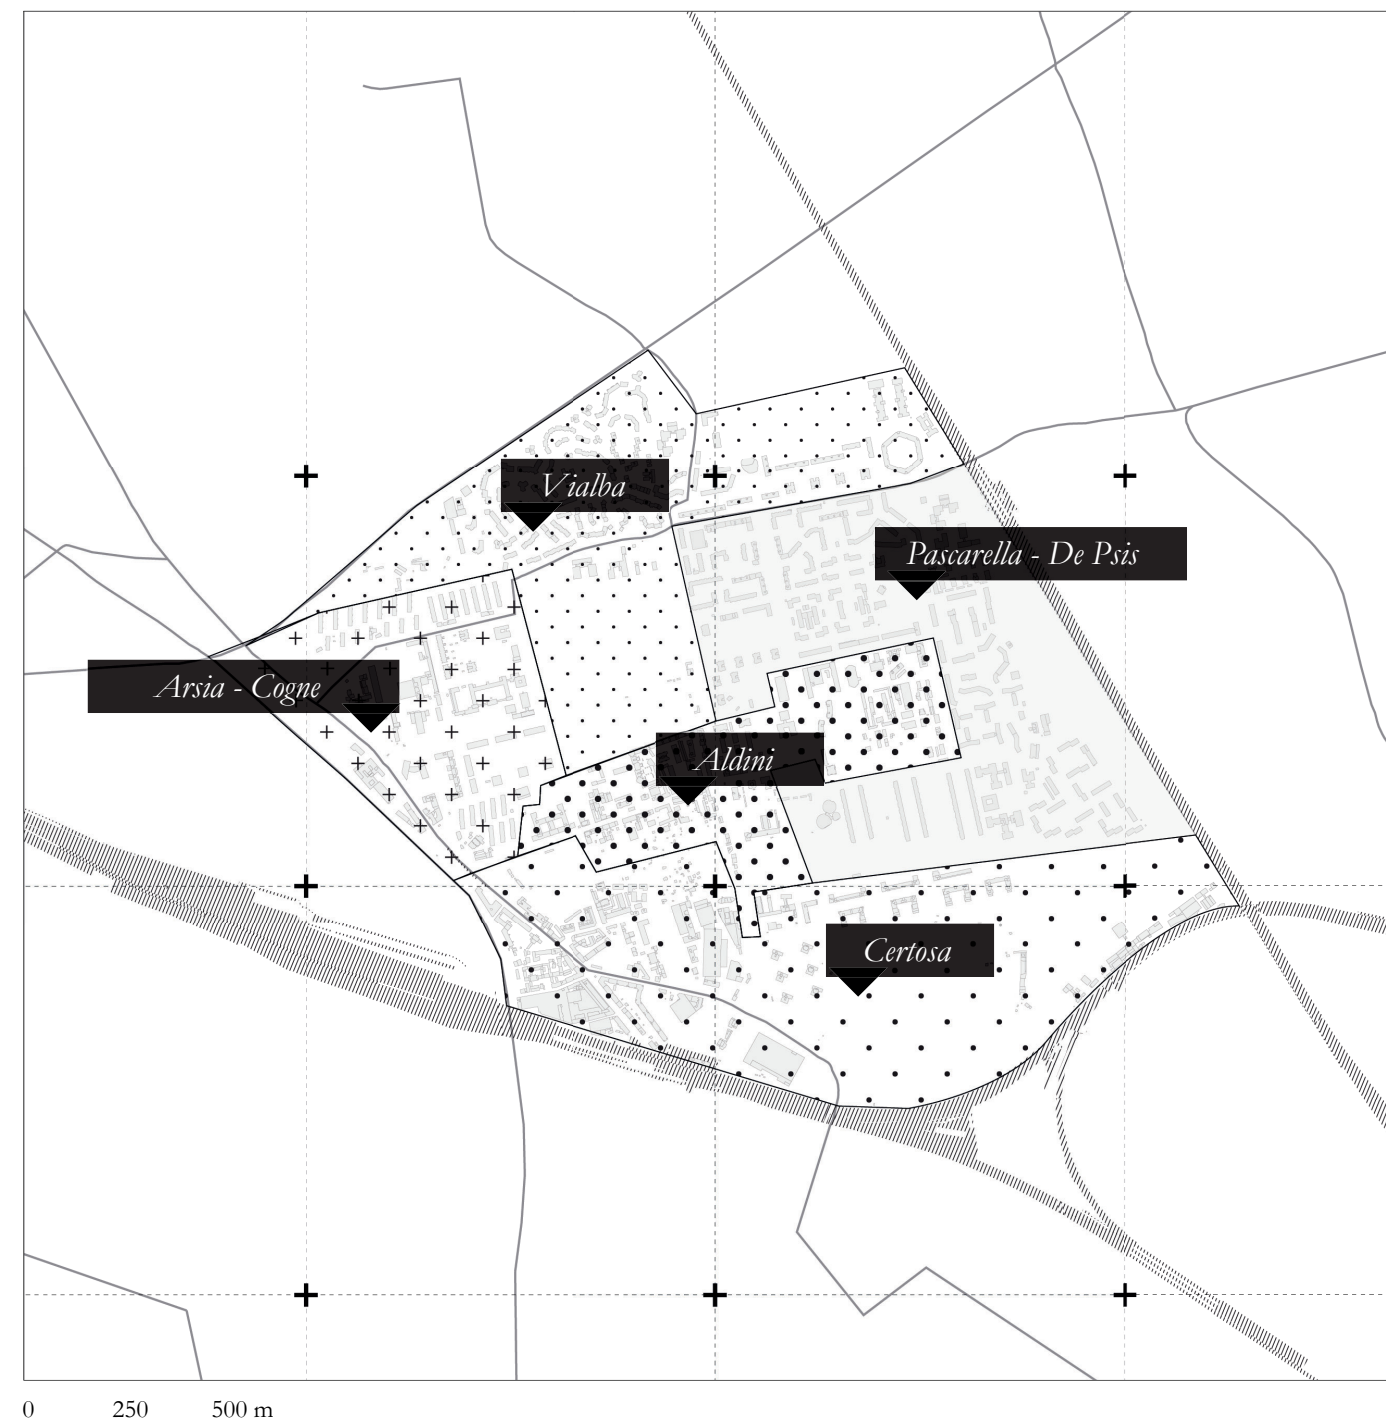 Vialba
Pascarella - De Psis
Arsia - Cogne
Aldini
Certosa
0 250 500 m